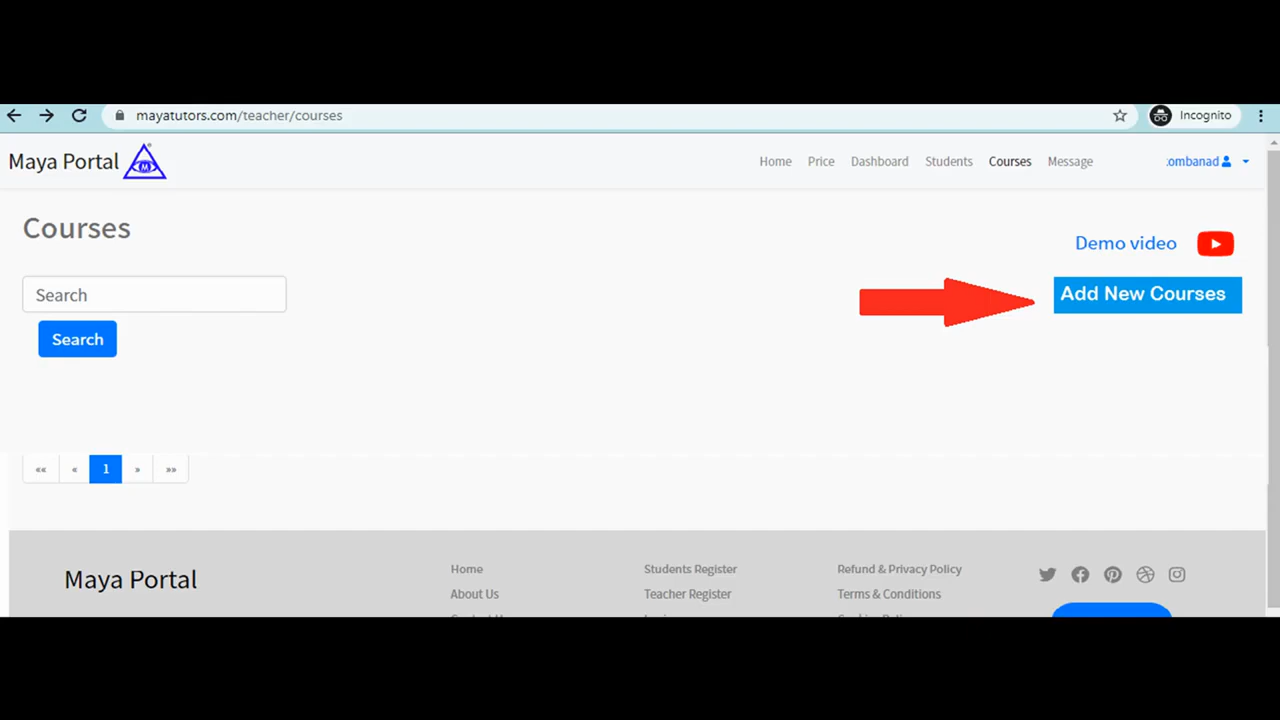 mayatutors.com/teacher/courses
Incognito
Maya Portal
M
Home Price Dashboard Students Courses Message
ombanad
Courses
Demo video
Search
Add New Courses
Search
«« « 1 » »»
Maya Portal
Home
About Us
Students Register
Teacher Register
Refund & Privacy Policy
Terms & Conditions